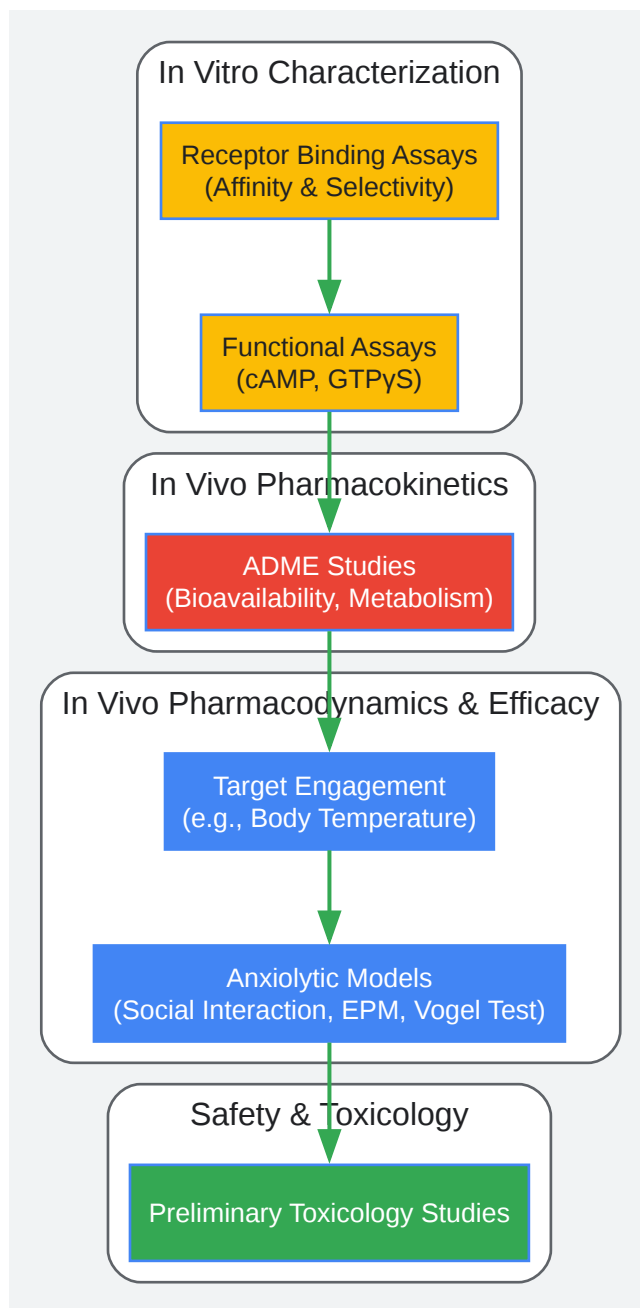 In Vitro Characterization
Receptor Binding Assays
(Affinity & Selectivity)
Functional Assays
(cAMP, GTPγS)
In Vivo Pharmacokinetics
ADME Studies
(Bioavailability, Metabolism)
In Vivo Pharmacodynamics & Efficacy
Target Engagement
(e.g., Body Temperature)
Anxiolytic Models
(Social Interaction, EPM, Vogel Test)
Safety & Toxicology
Preliminary Toxicology Studies